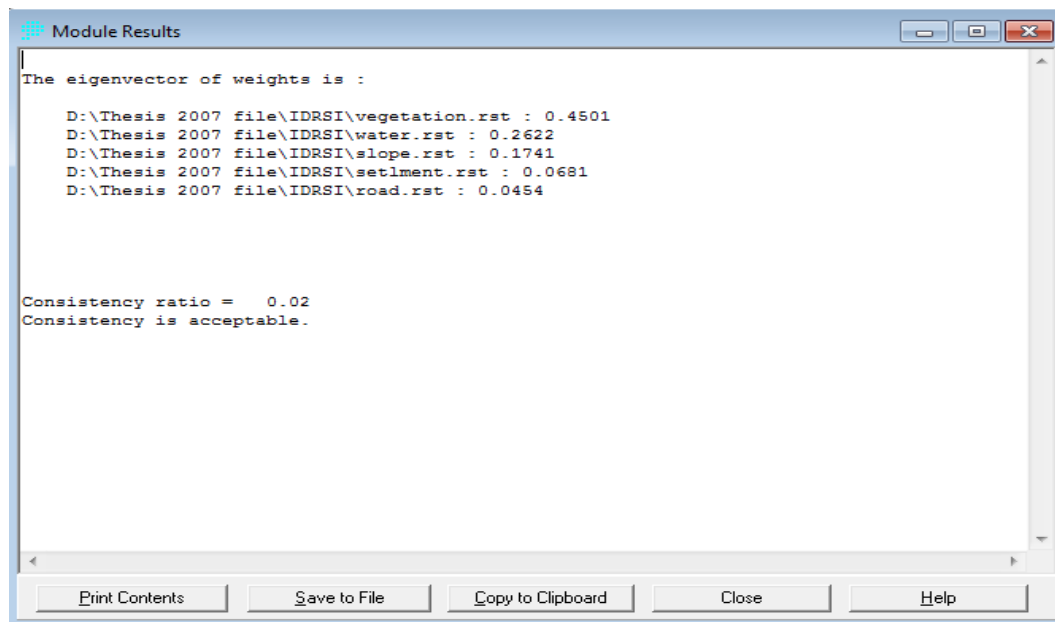 Module Results
The eigenvector of weights is :
D:\Thesis 2007 file\IDRSI\vegetation.rst : 0.4501
D:\Thesis 2007 file\IDRSI\water.rst : 0.2622
D:\Thesis 2007 file\IDRSI\slope.rst : 0.1741
D:\Thesis 2007 file\IDRSI\setlment.rst : 0.0681
D:\Thesis 2007 file\IDRSI\road.rst : 0.0454
Consistency ratio =   0.02
Consistency is acceptable.
Print Contents Save to File Copy to Clipboard Close Help